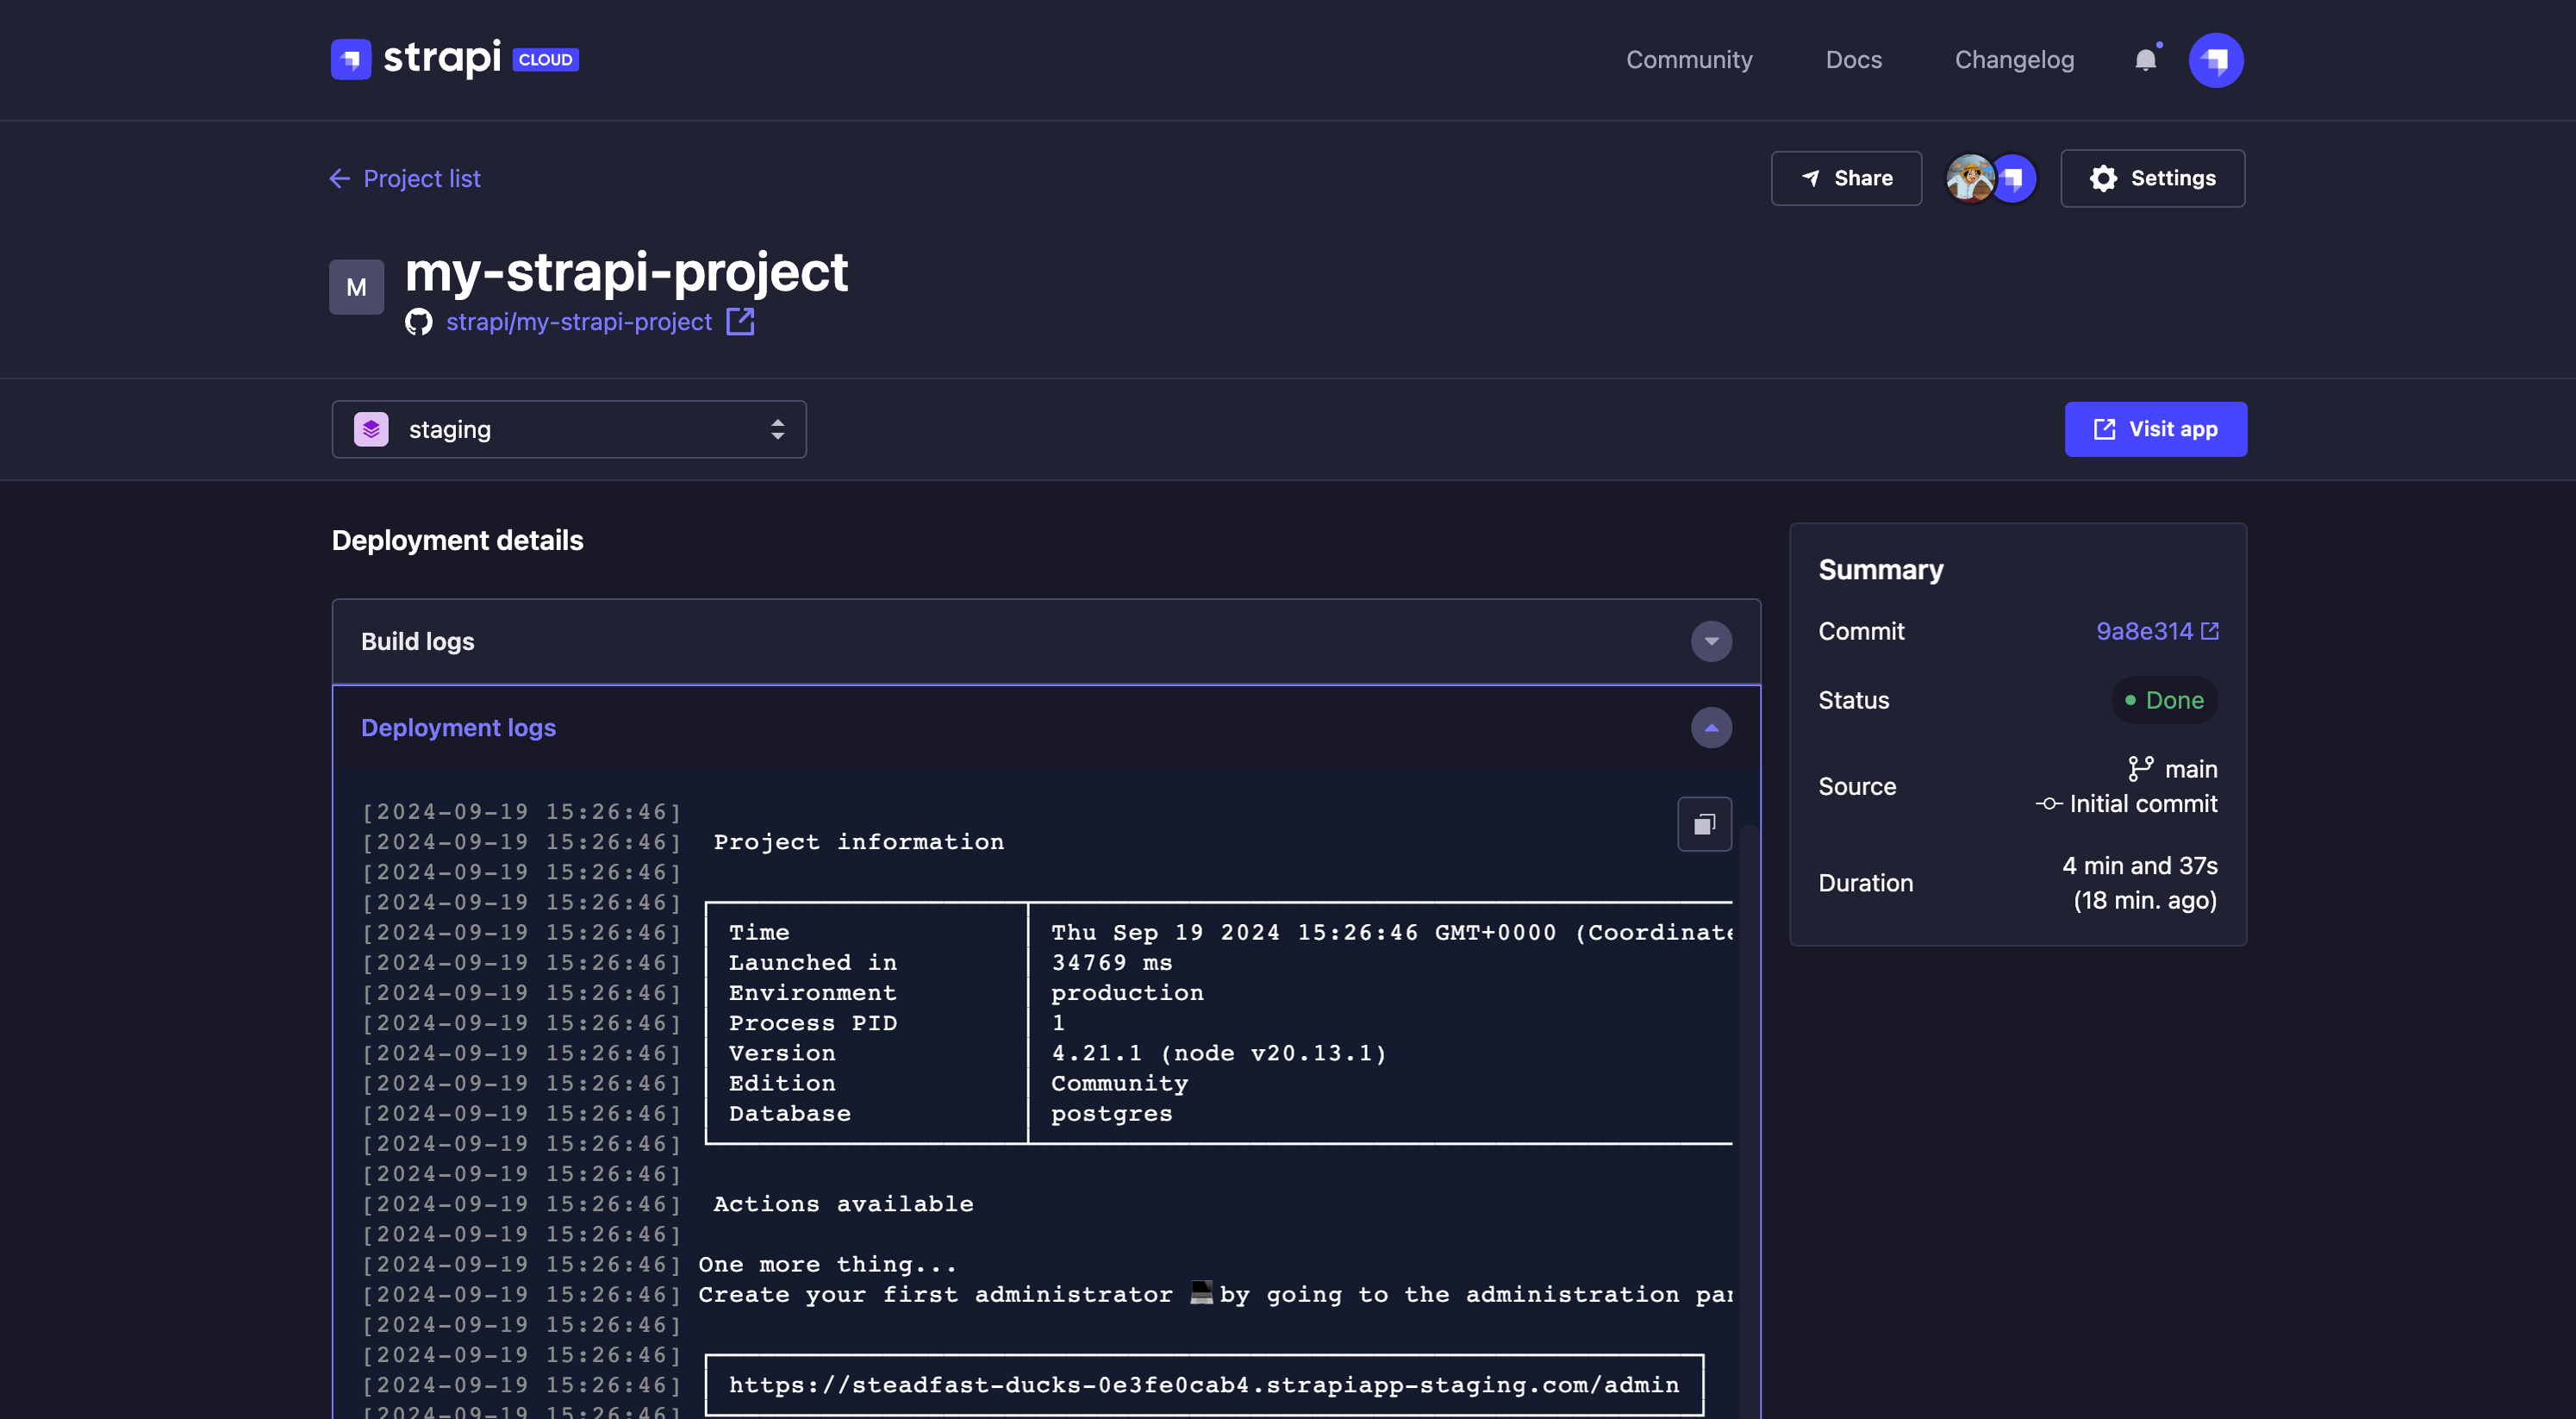 strapi CLOUD
Community Docs Changelog
Project list
Share Settings
M
my-strapi-project
strapi/my-strapi-project
staging
Visit app
Deployment details
Build logs
Deployment logs
[2024-09-19 15:26:46]
[2024-09-19 15:26:46] Project information
[2024-09-19 15:26:46]
[2024-09-19 15:26:46]
[2024-09-19 15:26:46] Time Thu Sep 19 2024 15:26:46 GMT+0000 (Coordinate
[2024-09-19 15:26:46] Launched in 34769 ms
[2024-09-19 15:26:46] Environment production
[2024-09-19 15:26:46] Process PID 1
[2024-09-19 15:26:46] Version 4.21.1 (node v20.13.1)
[2024-09-19 15:26:46] Edition Community
[2024-09-19 15:26:46] Database postgres
[2024-09-19 15:26:46]
[2024-09-19 15:26:46]
[2024-09-19 15:26:46] Actions available
[2024-09-19 15:26:46]
[2024-09-19 15:26:46] One more thing...
[2024-09-19 15:26:46] Create your first administrator 💻by going to the administration pan
[2024-09-19 15:26:46]
[2024-09-19 15:26:46]
[2024-09-19 15:26:46] https://steadfast-ducks-0e3fe0cab4.strapiapp-staging.com/admin
[2024-09-19 15:26:46]
Summary
Commit 9a8e314
Status Done
Source main
Initial commit
Duration 4 min and 37s
(18 min. ago)